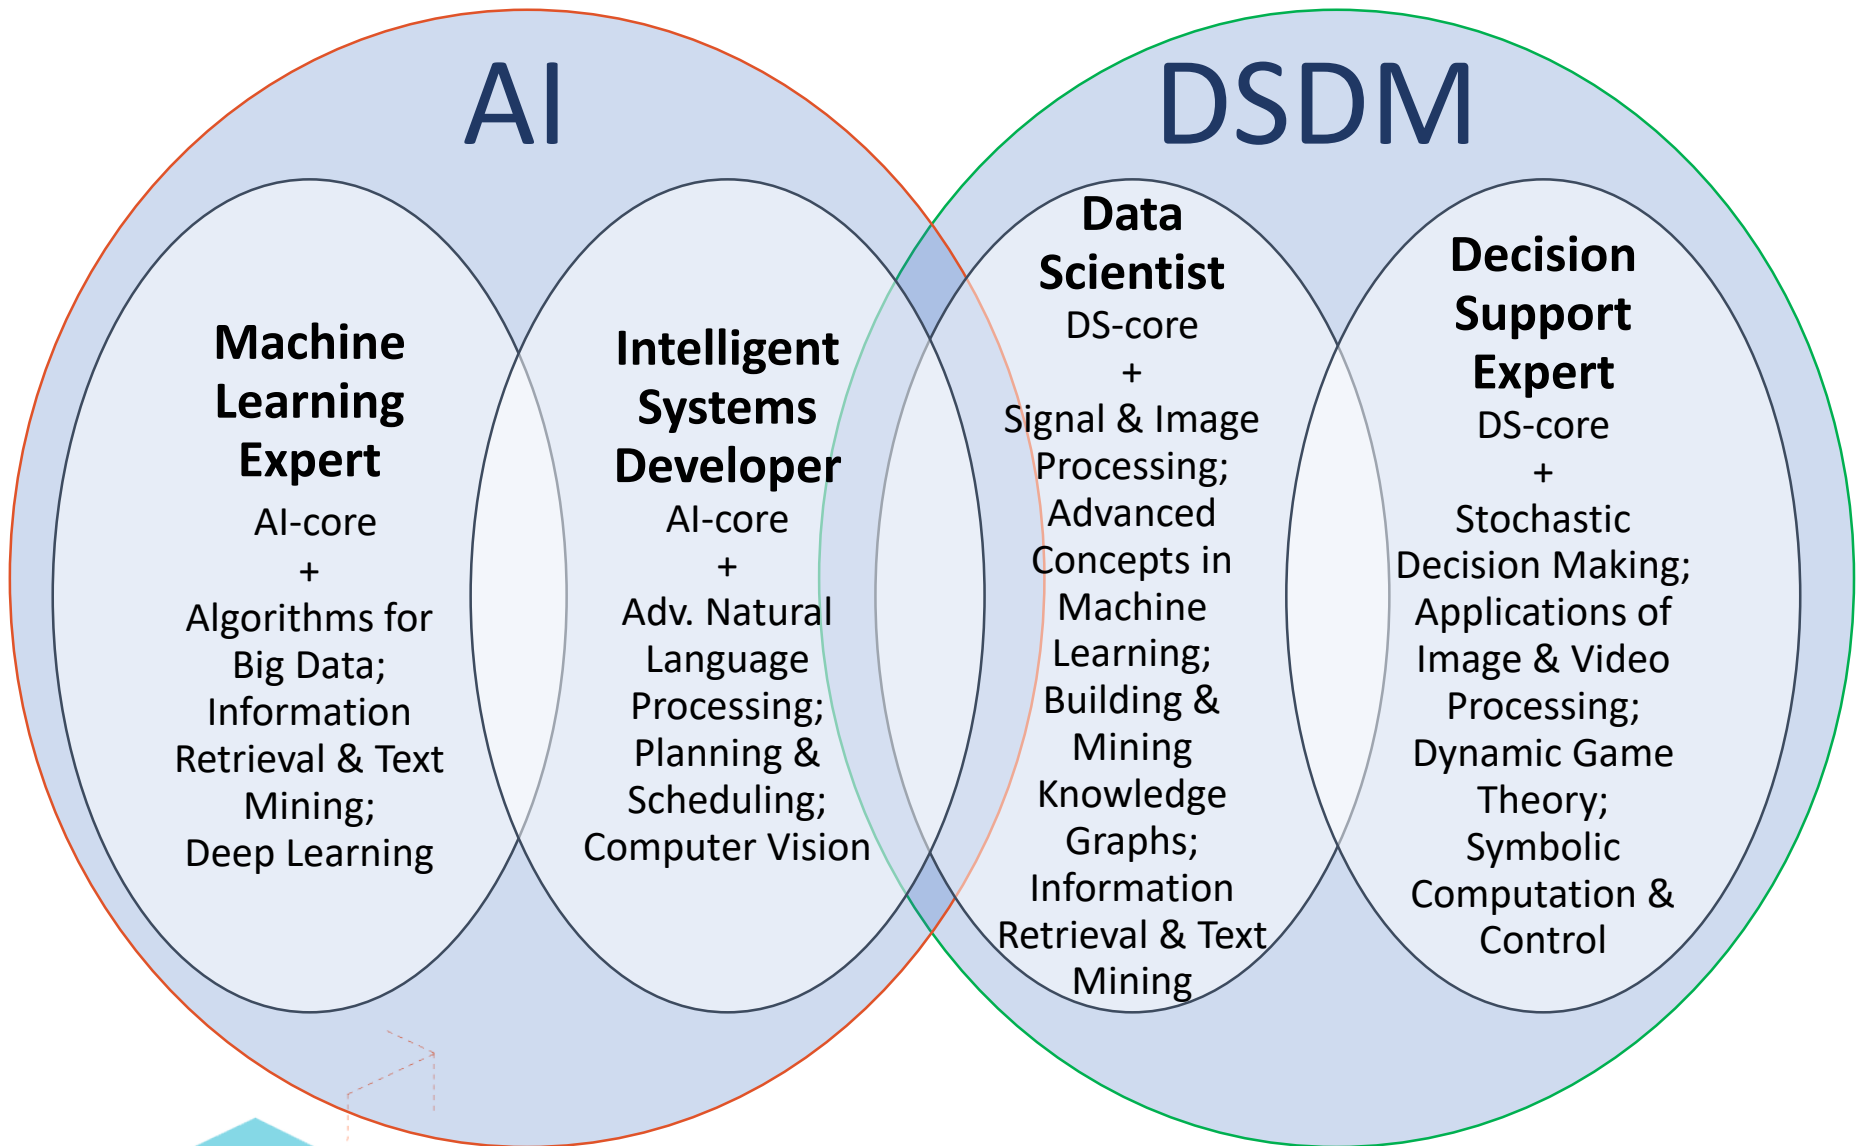 AI
DSDM
Machine
Learning
Expert
AI-core
+
Algorithms for
Big Data;
Information
Retrieval & Text
Mining;
Deep Learning
Intelligent
Systems
Developer
AI-core
+
Adv. Natural
Language
Processing;
Planning &
Scheduling;
Computer Vision
Data
Scientist
DS-core
+
Signal & Image
Processing;
Advanced
Concepts in
Machine
Learning;
Building &
Mining
Knowledge
Graphs;
Information
Retrieval & Text
Mining
Decision
Support
Expert
DS-core
+
Stochastic
Decision Making;
Applications of
Image & Video
Processing;
Dynamic Game
Theory;
Symbolic
Computation &
Control